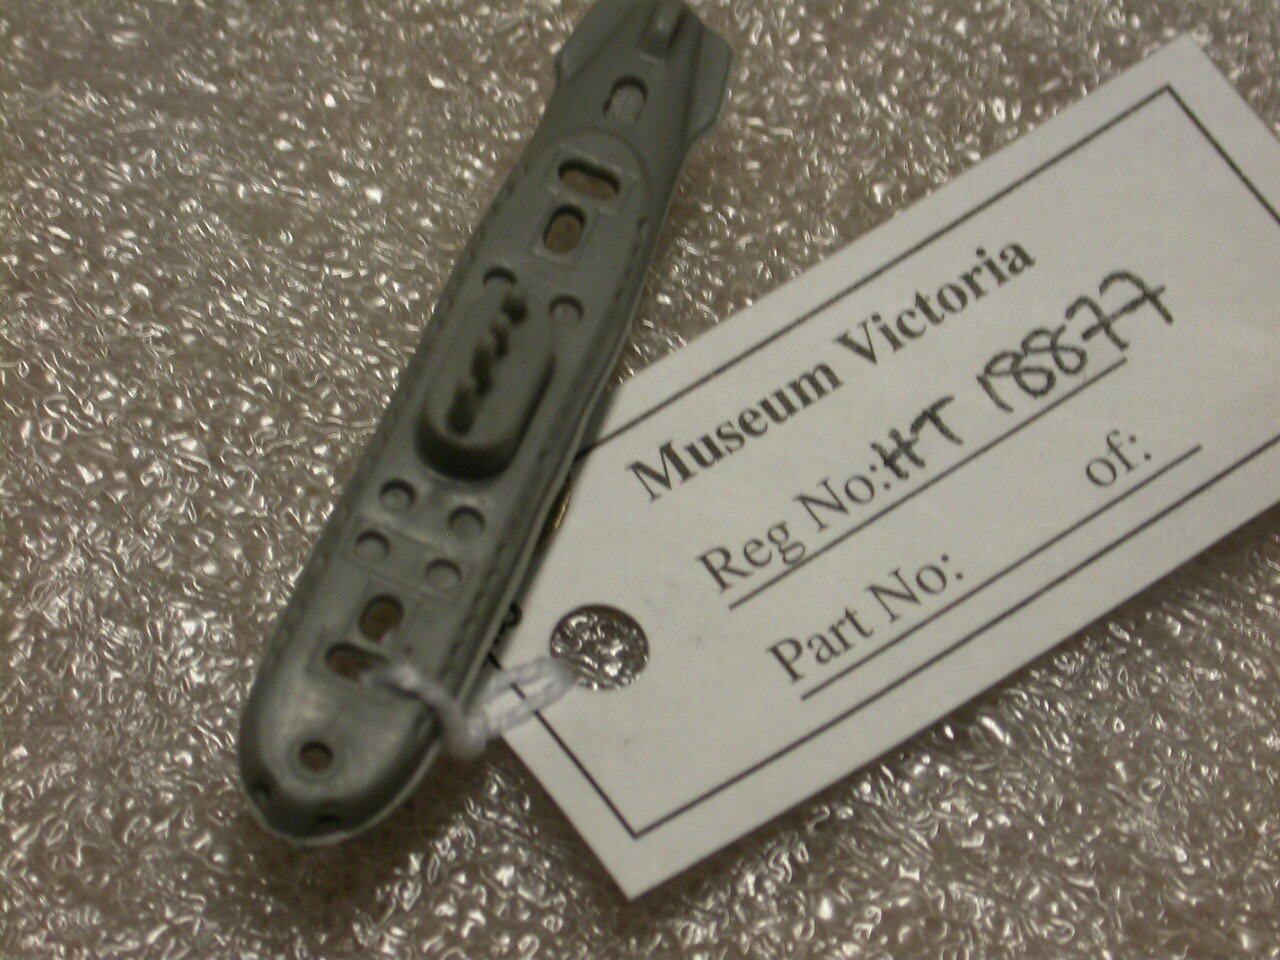 Museum Victoria
Reg No: HT 18877
Part No: of: